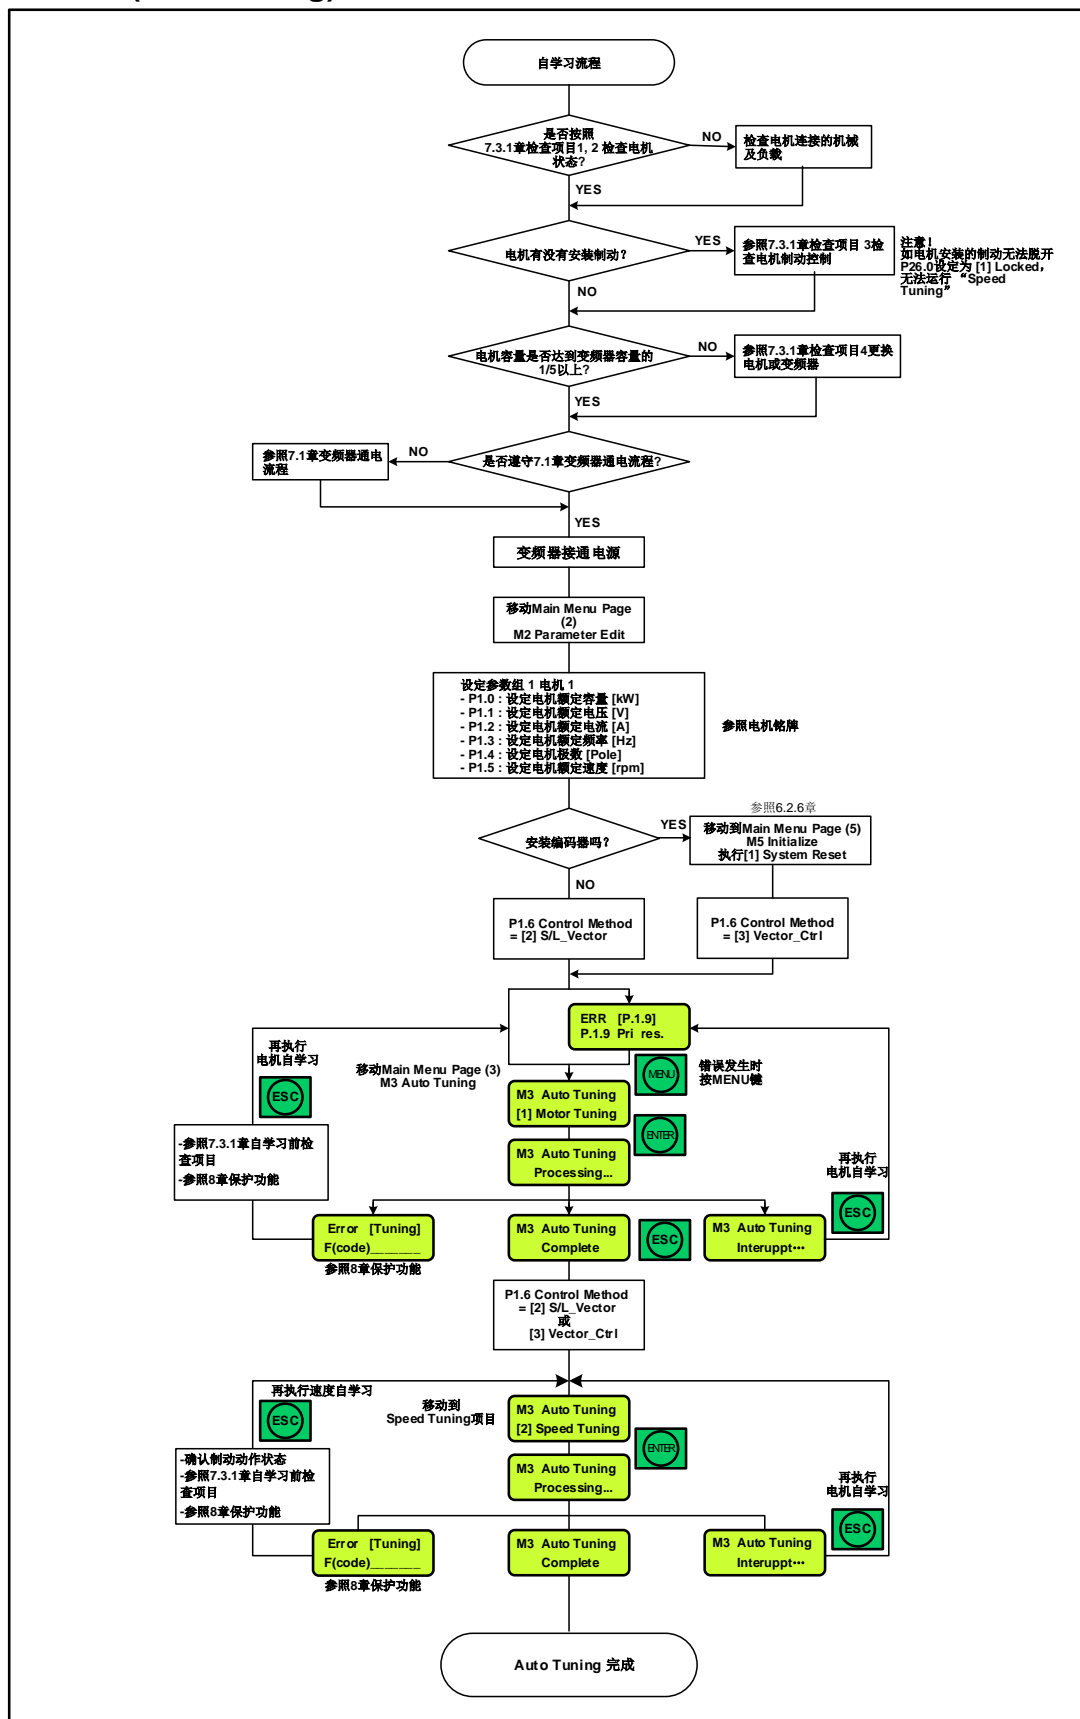 自学习流程
是否按照
7.3.1章检查项目1, 2 检查电机
状态?
NO
检查电机连接的机械
及负载
YES
电机有没有安装制动?
YES
参照7.3.1章检查项目 3检
查电机制动控制
注意!
如电机安装的制动无法脱开
P26.0设定为 [1] Locked,
无法运行 “Speed
Tuning”
NO
电机容量是否达到变频器容量的
1/5以上?
NO
参照7.3.1章检查项目4更换
电机或变频器
YES
参照7.1章变频器通电
流程
NO
是否遵守7.1章变频器通电流程?
YES
变频器接通电源
移动Main Menu Page
(2)
M2 Parameter Edit
设定参数组 1 电机 1
- P1.0 : 设定电机额定容量 [kW]
- P1.1 : 设定电机额定电压 [V]
- P1.2 : 设定电机额定电流 [A]
- P1.3 : 设定电机额定频率 [Hz]
- P1.4 : 设定电机极数 [Pole]
- P1.5 : 设定电机额定速度 [rpm]
参照电机铭牌
参照6.2.6章
安装编码器吗?
YES
移动到Main Menu Page (5)
M5 Initialize
执行[1] System Reset
NO
P1.6 Control Method
= [2] S/L_Vector
P1.6 Control Method
= [3] Vector_Ctrl
ERR [P.1.9]
P.1.9 Pri res.
再执行
电机自学习
ESC
移动Main Menu Page (3)
M3 Auto Tuning
MENU
错误发生时
按MENU键
M3 Auto Tuning
[1] Motor Tuning
ENTER
-参照7.3.1章自学习前检
查项目
-参照8章保护功能
M3 Auto Tuning
Processing...
再执行
电机自学习
ESC
Error [Tuning]
F(code)_______
参照8章保护功能
M3 Auto Tuning
Complete
ESC
M3 Auto Tuning
Interuppt···
P1.6 Control Method
= [2] S/L_Vector
或
[3] Vector_Ctrl
再执行速度自学习
ESC
移动到
Speed Tuning项目
M3 Auto Tuning
[2] Speed Tuning
ENTER
-确认制动动作状态
-参照7.3.1章自学习前检
查项目
-参照8章保护功能
M3 Auto Tuning
Processing...
再执行
电机自学习
ESC
Error [Tuning]
F(code)_______
参照8章保护功能
M3 Auto Tuning
Complete
M3 Auto Tuning
Interuppt···
Auto Tuning 完成